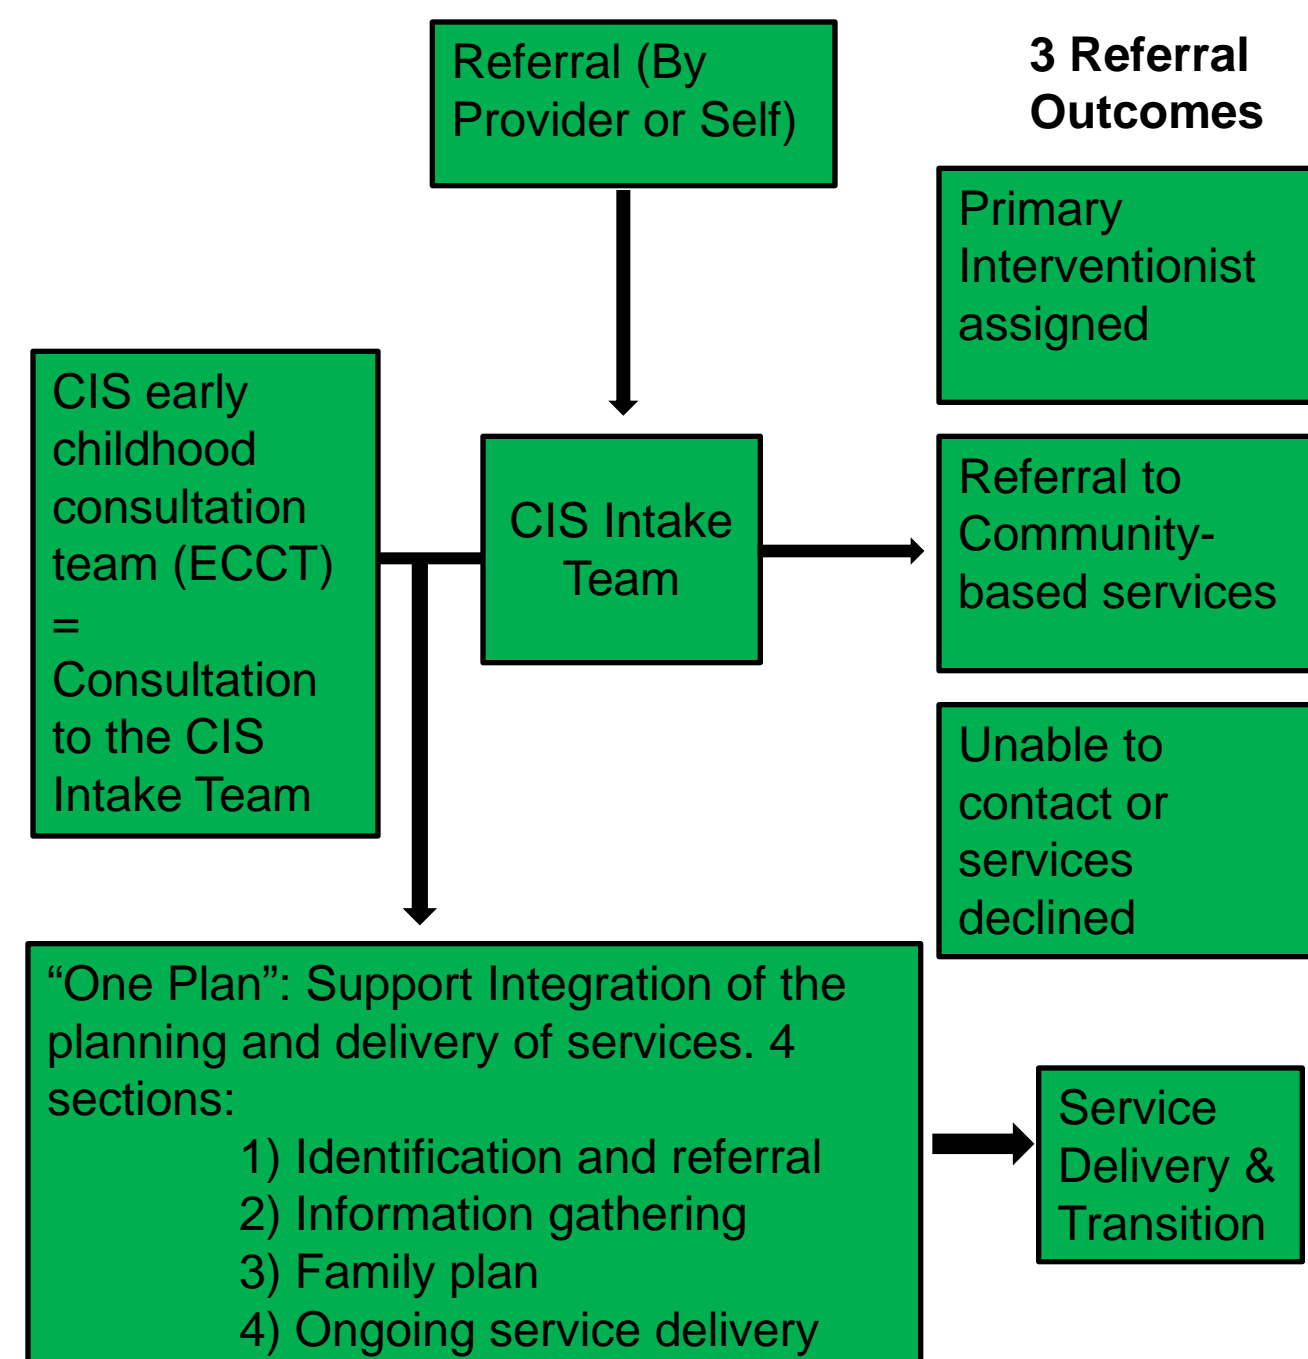 Referral (By
Provider or Self)
3 Referral
Outcomes
Primary
Interventionist
assigned
CIS early
childhood
consultation
team (ECCT)
=
Consultation
to the CIS
Intake Team
CIS Intake
Team
Referral to
Community-
based services
Unable to
contact or
services
declined
“One Plan”: Support Integration of the
planning and delivery of services. 4
sections:
1) Identification and referral
2) Information gathering
3) Family plan
4) Ongoing service delivery
Service
Delivery &
Transition